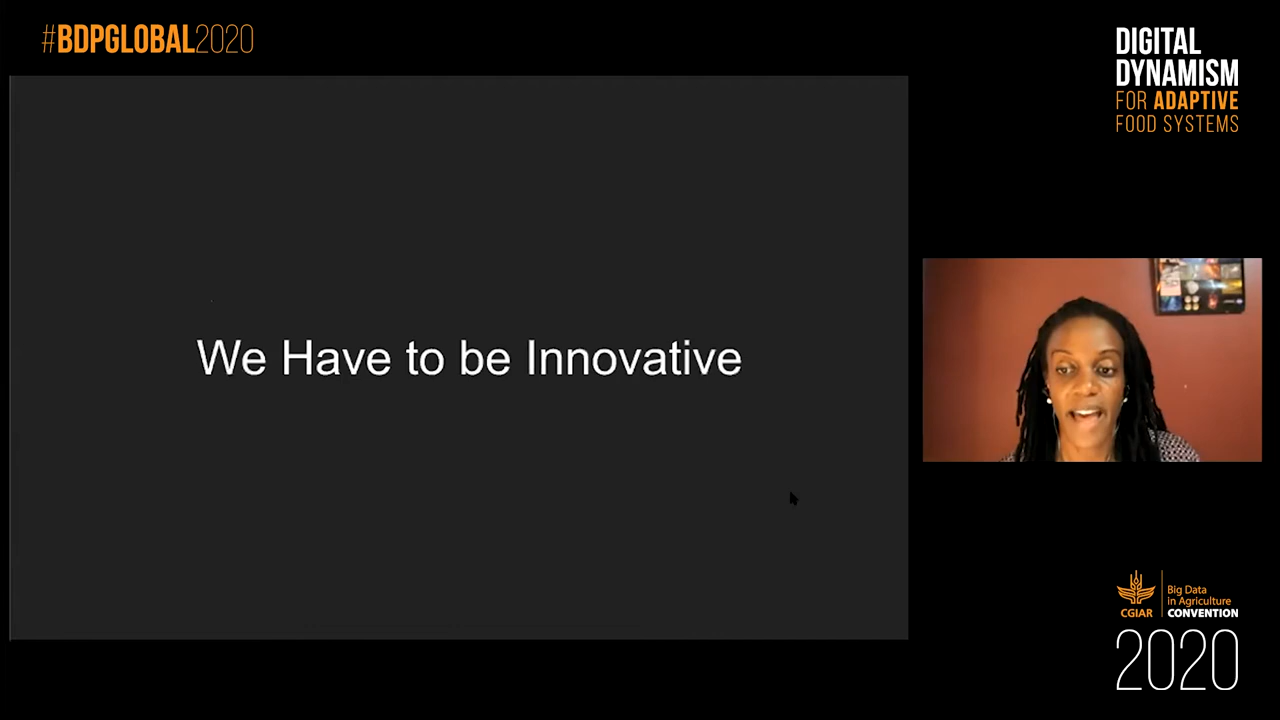 #BDPGLOBAL2020
DIGITAL
DYNAMISM
FOR ADAPTIVE
FOOD SYSTEMS
We Have to be Innovative
CGIAR
Big Data
in Agriculture
CONVENTION
2020